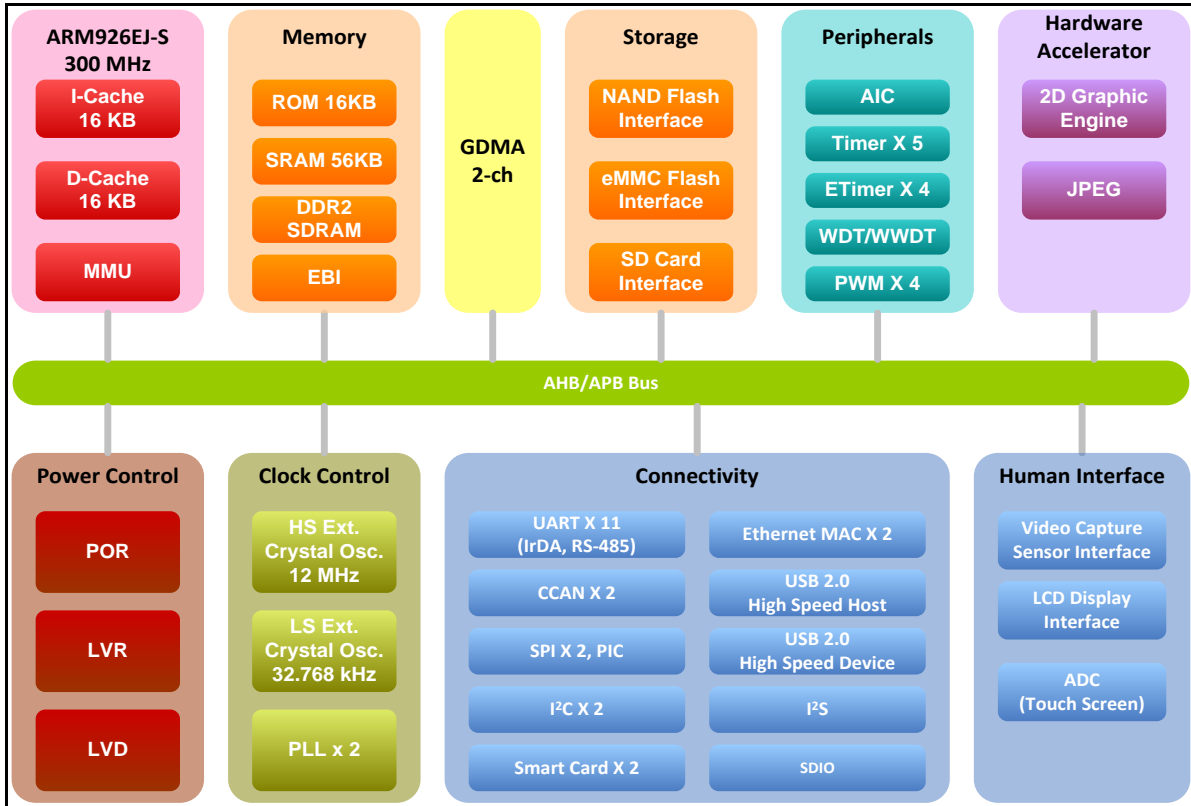 ARM926EJ-S
300 MHz
I-Cache
16 KB
D-Cache
16 KB
MMU
Memory
ROM 16KB
SRAM 56KB
DDR2
SDRAM
EBI
GDMA
2-ch
Storage
NAND Flash
Interface
eMMC Flash
Interface
SD Card
Interface
Peripherals
AIC
Timer X 5
ETimer X 4
WDT/WWDT
PWM X 4
Hardware
Accelerator
2D Graphic
Engine
JPEG
AHB/APB Bus
Power Control
POR
LVR
LVD
Clock Control
HS Ext.
Crystal Osc.
12 MHz
LS Ext.
Crystal Osc.
32.768 kHz
PLL x 2
Connectivity
UART X 11
(IrDA, RS-485)
CCAN X 2
SPI X 2, PIC
I²C X 2
Smart Card X 2
Ethernet MAC X 2
USB 2.0
High Speed Host
USB 2.0
High Speed Device
I²S
SDIO
Human Interface
Video Capture
Sensor Interface
LCD Display
Interface
ADC
(Touch Screen)